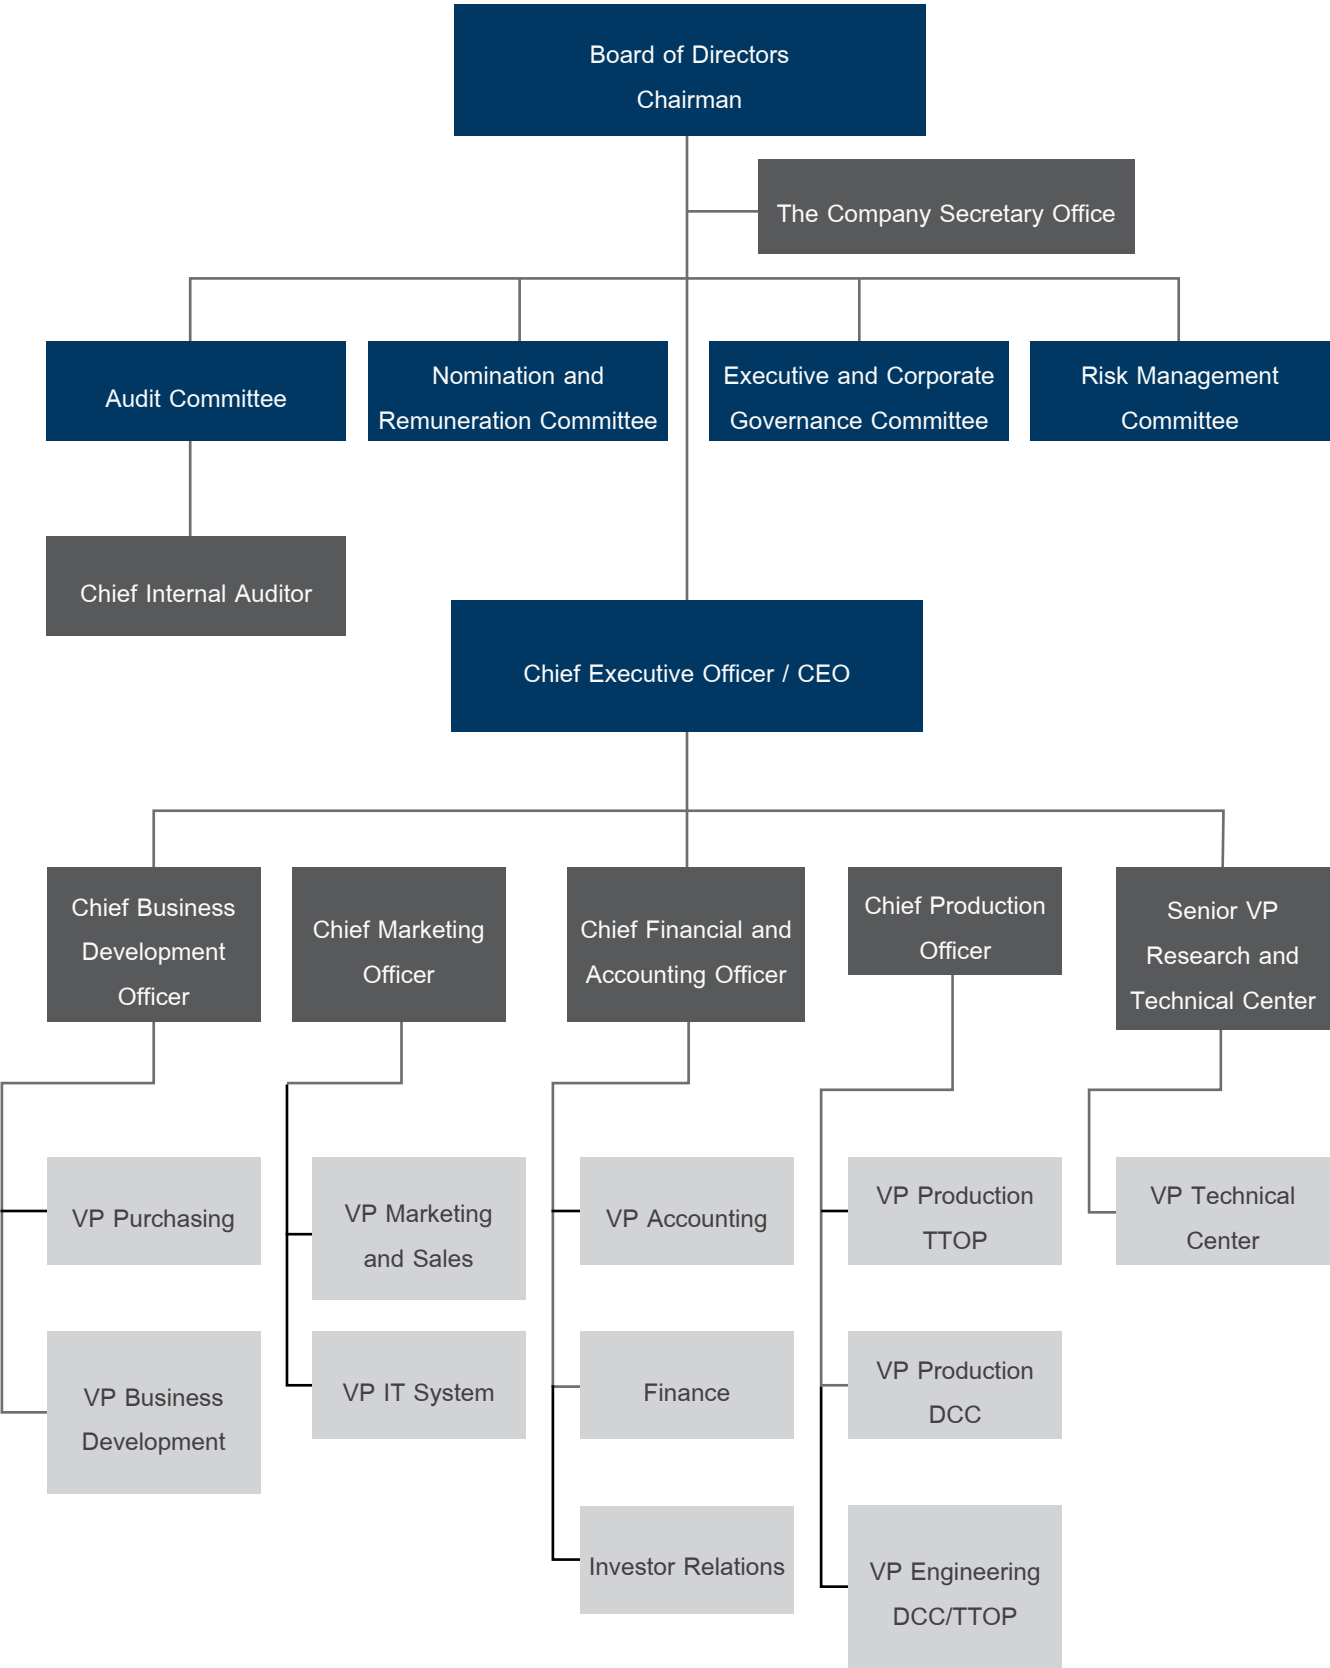 Board of Directors
Chairman
The Company Secretary Office
Audit Committee
Nomination and
Remuneration Committee
Executive and Corporate
Governance Committee
Risk Management
Committee
Chief Internal Auditor
Chief Executive Officer / CEO
Chief Business
Development
Officer
Chief Marketing
Officer
Chief Financial and
Accounting Officer
Chief Production
Officer
Senior VP
Research and
Technical Center
VP Purchasing
VP Marketing
and Sales
VP Accounting
VP Production
TTOP
VP Technical
Center
VP Business
Development
VP IT System
Finance
VP Production
DCC
Investor Relations
VP Engineering
DCC/TTOP